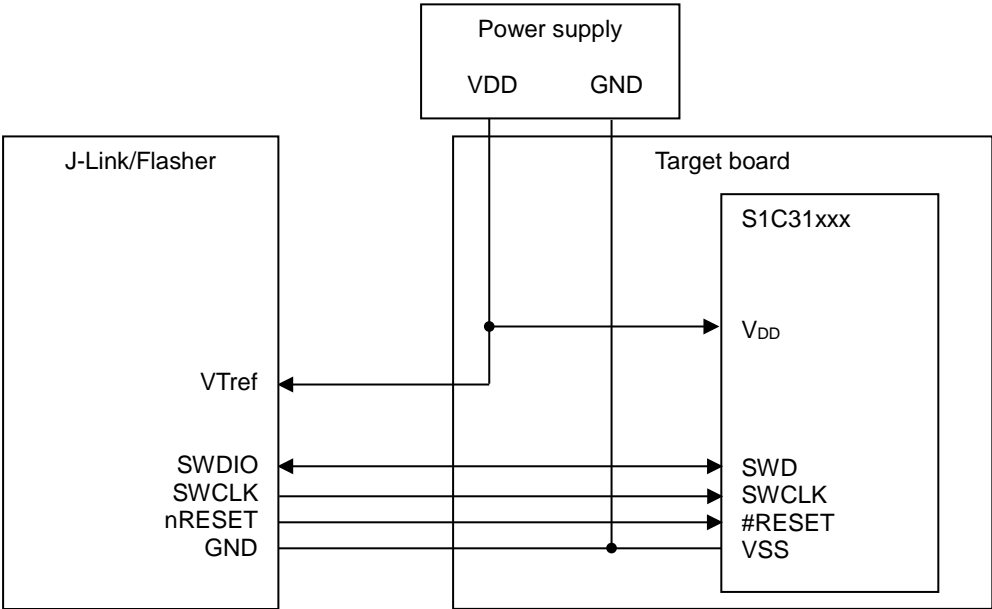 Power supply
VDD GND
J-Link/Flasher
Target board
S1C31xxx
VDD
VTref
SWDIO
SWCLK
nRESET
GND
SWD
SWCLK
#RESET
VSS